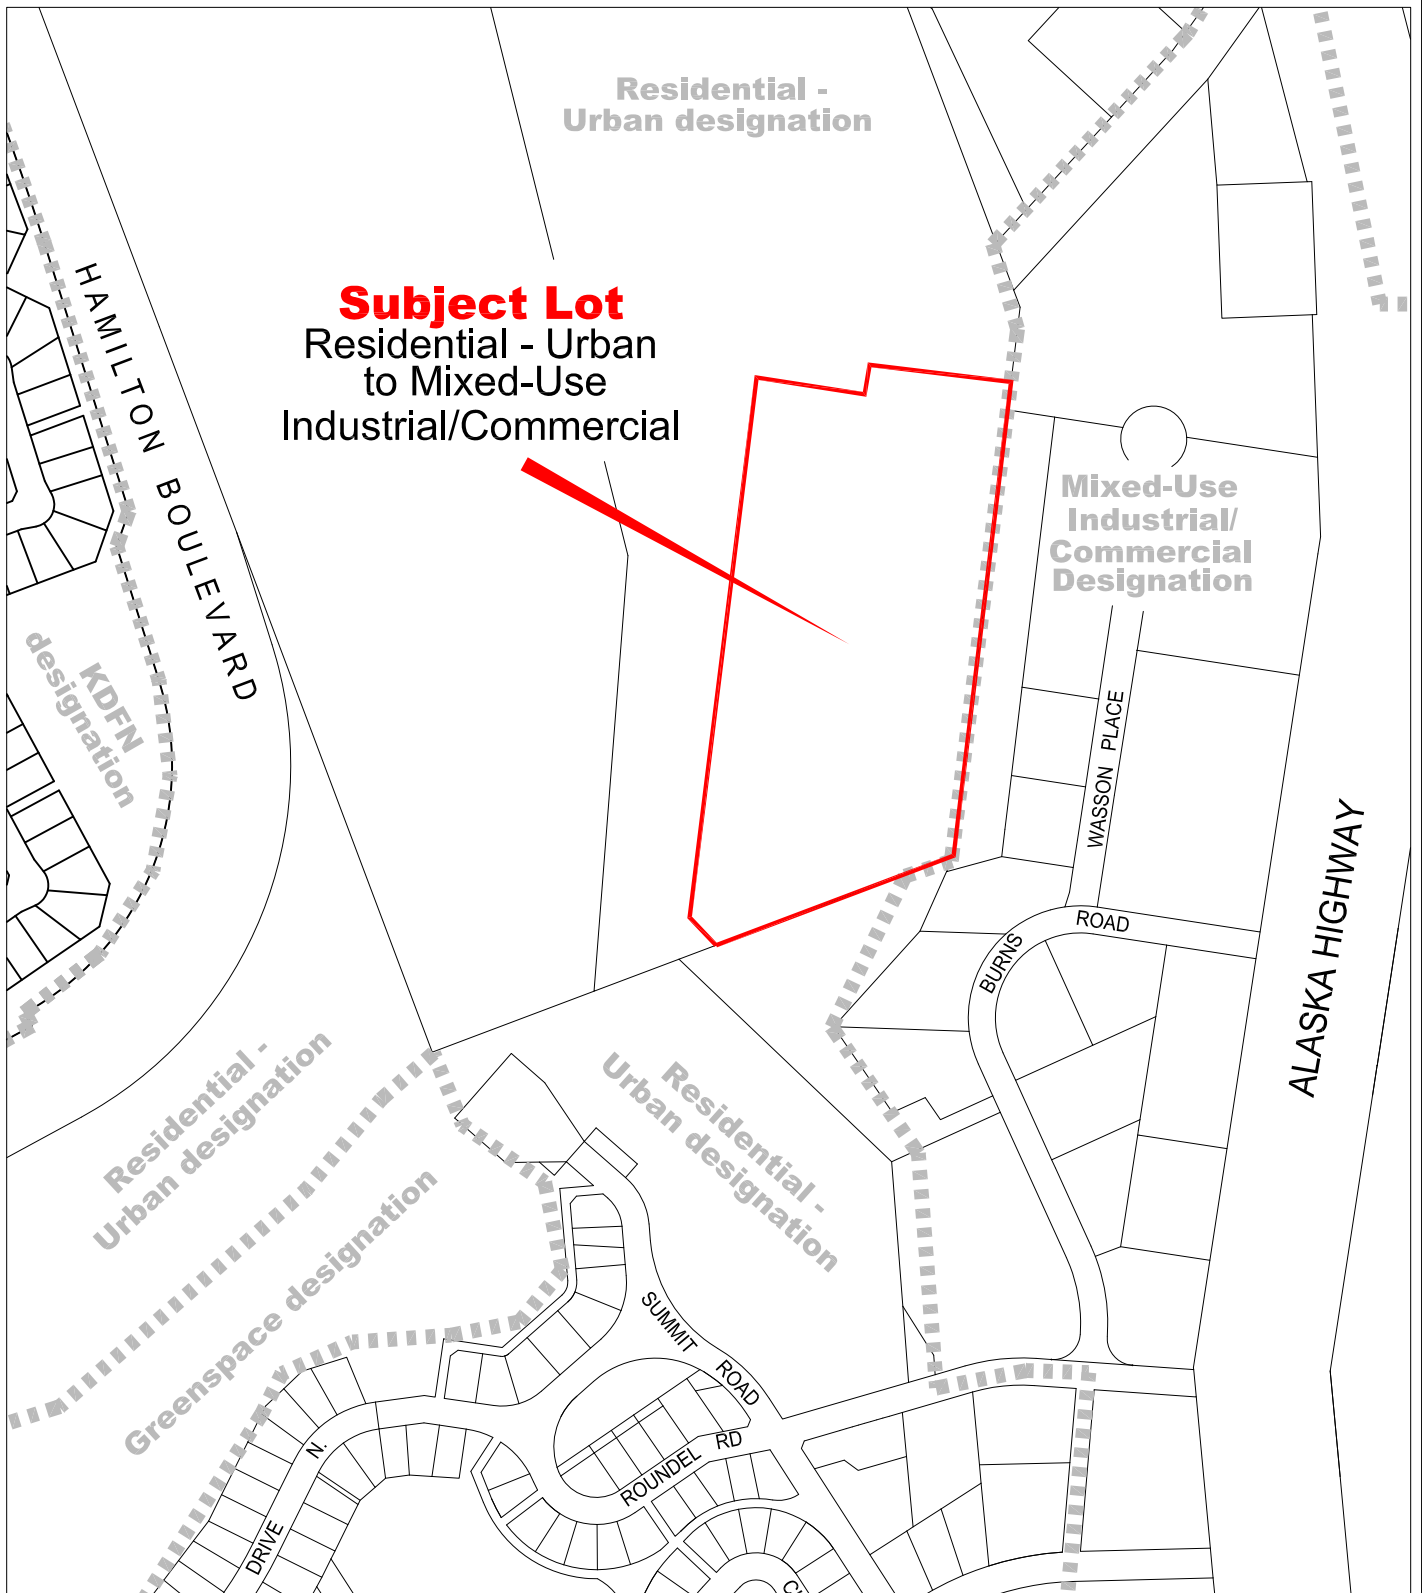 Residential -
Urban designation
Subject Lot
Residential - Urban
to Mixed-Use
Industrial/Commercial
HAMILTON BOULEVARD
Mixed-Use
Industrial/
Commercial
Designation
KDFN
designation
WASSON PLACE
BURNS ROAD
ALASKA HIGHWAY
Residential -
Urban designation
Residential -
Urban designation
Greenspace designation
SUMMIT ROAD
ROUNDEL RD
DRIVE N.